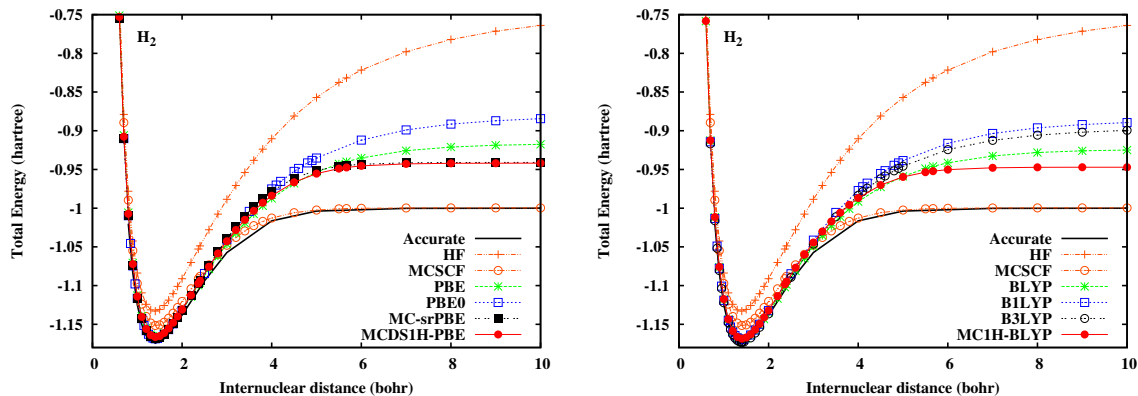 H2
Total Energy (hartree)
-0.75
-0.8
-0.85
-0.9
-0.95
-1
-1.05
-1.1
-1.15
Accurate
HF
MCSCF
PBE
PBE0
MC-srPBE
MCDS1H-PBE
0 2 4 6 8 10
Internuclear distance (bohr)
H2
Total Energy (hartree)
-0.75
-0.8
-0.85
-0.9
-0.95
-1
-1.05
-1.1
-1.15
Accurate
HF
MCSCF
BLYP
B1LYP
B3LYP
MC1H-BLYP
0 2 4 6 8 10
Internuclear distance (bohr)